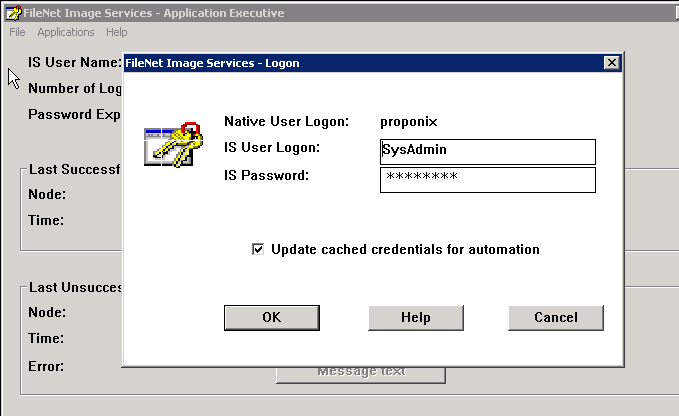 FileNet Image Services - Application Executive
File Applications Help
IS User Name:
Number of Log
Password Exp
Last Successf
Node:
Time:
Last Unsucces
Node:
Time:
Error:
Message text
FileNet Image Services - Logon
Native User Logon: proponix
IS User Logon: SysAdmin
IS Password: ********
Update cached credentials for automation
OK Help Cancel